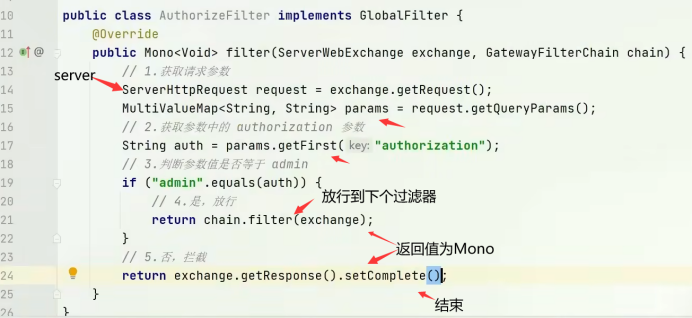 10 public class AuthorizeFilter implements GlobalFilter {
11 @Override
12 public Mono<Void> filter(ServerWebExchange exchange, GatewayFilterChain chain) {
13 // 1.获取请求参数
server
14 ServerHttpRequest request = exchange.getRequest();
15 MultiValueMap<String, String> params = request.getQueryParams();
16 // 2.获取参数中的 authorization 参数
17 String auth = params.getFirst( key: "authorization");
18 // 3.判断参数值是否等于 admin
19 if ("admin".equals(auth)) {
20 // 4.是，放行
放行到下个过滤器
21 return chain.filter(exchange);
22 }
返回值为Mono
23 // 5.否，拦截
24 return exchange.getResponse().setComplete();
25 }
结束
26 }